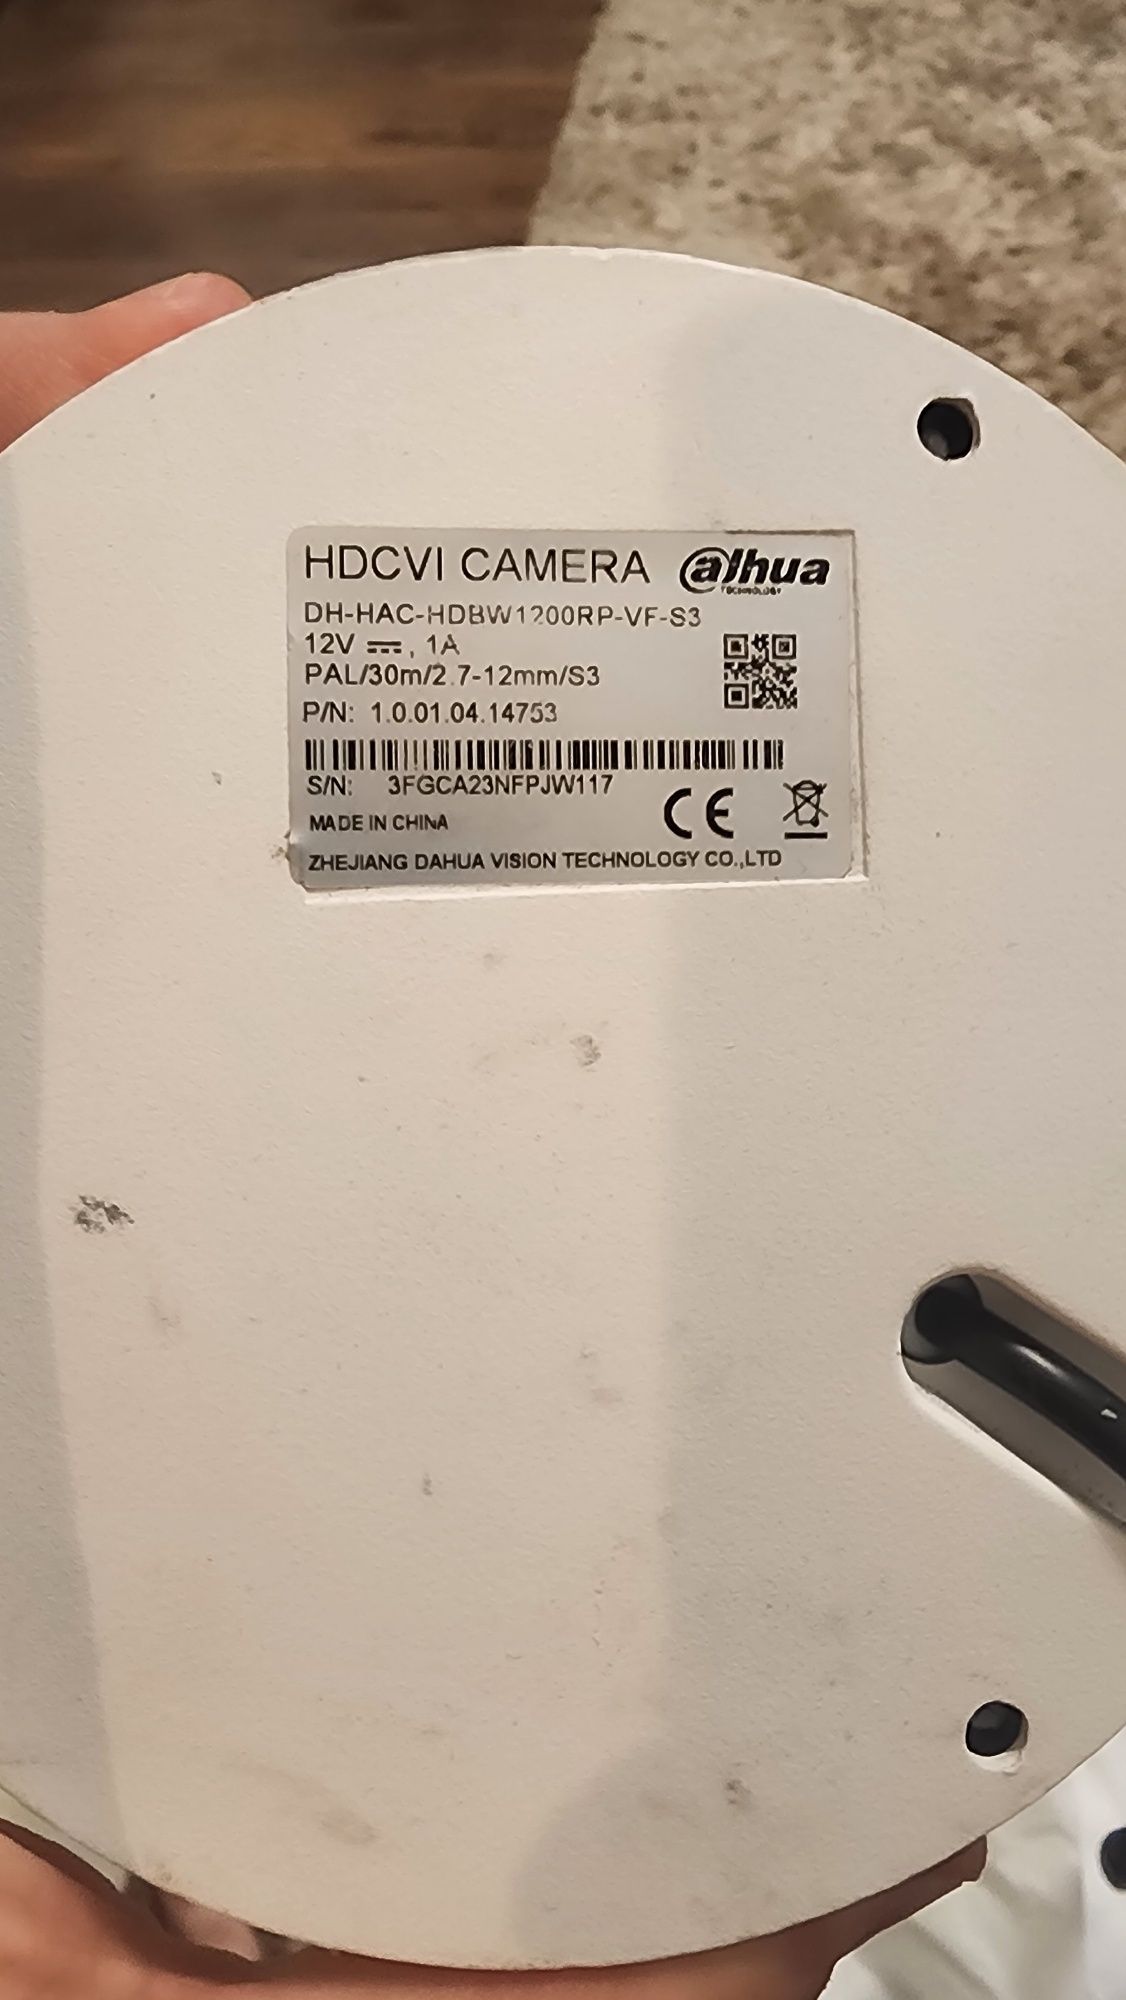 HDCVI CAMERA alhua
TECHNOLOGY
DH-HAC-HDBW1200RP-VF-S3
12V ⎓, 1A
PAL/30m/2.7-12mm/S3
P/N: 1.0.01.04.14753
S/N: 3FGCA23NFPJW117
CE
MADE IN CHINA
ZHEJIANG DAHUA VISION TECHNOLOGY CO.,LTD